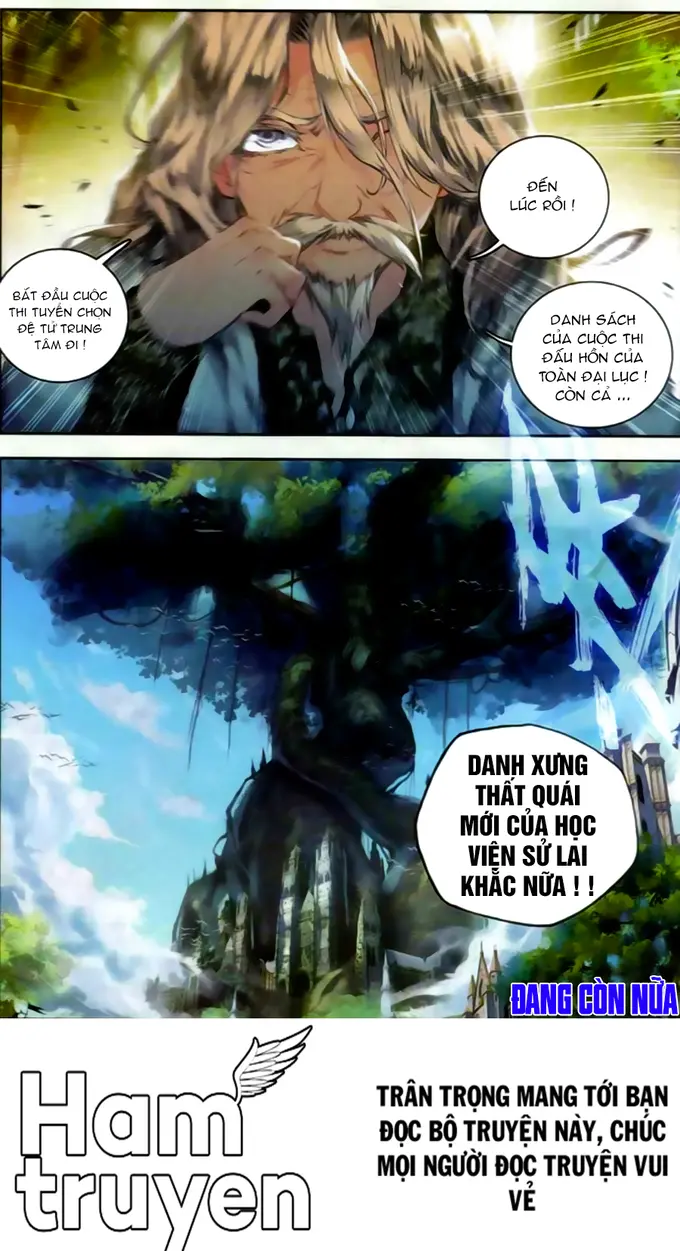 ĐẾN
LÚC RỒI !
BẮT ĐẦU CUỘC
THI TUYỂN CHỌN
ĐỆ TỬ TRUNG
TÂM ĐI !
DANH SÁCH
CỦA CUỘC THI
ĐẤU HỒN CỦA
TOÀN ĐẠI LỤC !
CÒN CẢ ...
DANH XƯNG
THẤT QUÁI
MỚI CỦA HỌC
VIỆN SỬ LAI
KHẮC NỮA ! !
ĐANG CÒN NỮA
Ham
truyen
TRÂN TRỌNG MANG TỚI BẠN
ĐỌC BỘ TRUYỆN NÀY, CHÚC
MỌI NGƯỜI ĐỌC TRUYỆN VUI
VẺ